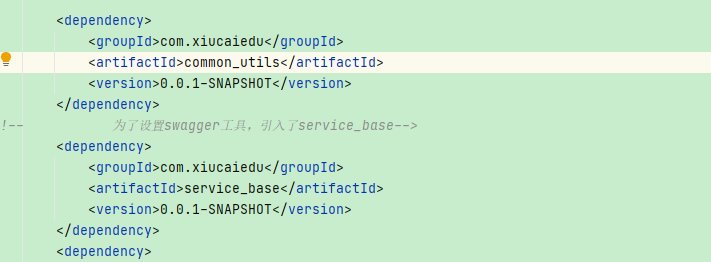 <dependency>
<groupId>com.xiucaiedu</groupId>
<artifactId>common_utils</artifactId>
<version>0.0.1-SNAPSHOT</version>
</dependency>
!-- 为了设置swagger工具，引入了service_base-->
<dependency>
<groupId>com.xiucaiedu</groupId>
<artifactId>service_base</artifactId>
<version>0.0.1-SNAPSHOT</version>
</dependency>
<dependency>